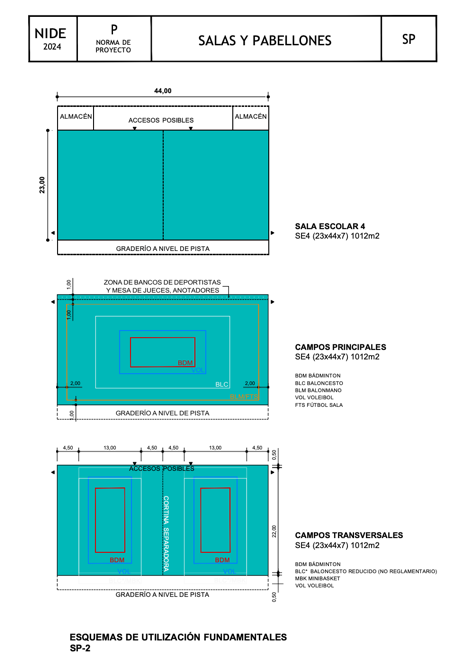 NIDE
2024
P
NORMA DE
PROYECTO
SALAS Y PABELLONES
SP
44,00
ALMACÉN
ACCESOS POSIBLES
ALMACÉN
23,00
GRADERÍO A NIVEL DE PISTA
SALA ESCOLAR 4
SE4 (23x44x7) 1012m2
ZONA DE BANCOS DE DEPORTISTAS
Y MESA DE JUECES, ANOTADORES
1,00
1,00
BDM
VOL
BLC
2,00
2,00
1,00
GRADERÍO A NIVEL DE PISTA
CAMPOS PRINCIPALES
SE4 (23x44x7) 1012m2
BDM BÁDMINTON
BLC BALONCESTO
BLM BALONMANO
VOL VOLEIBOL
FTS FÚTBOL SALA
4,50
13,00
4,50
4,50
13,00
4,50
0,50
ACCESOS POSIBLES
CORTINA SEPARADORA
BDM
VOL
BDM
VOL
22,00
0,50
GRADERÍO A NIVEL DE PISTA
CAMPOS TRANSVERSALES
SE4 (23x44x7) 1012m2
BDM BÁDMINTON
BLC* BALONCESTO REDUCIDO (NO REGLAMENTARIO)
MBK MINIBASKET
VOL VOLEIBOL
ESQUEMAS DE UTILIZACIÓN FUNDAMENTALES
SP-2